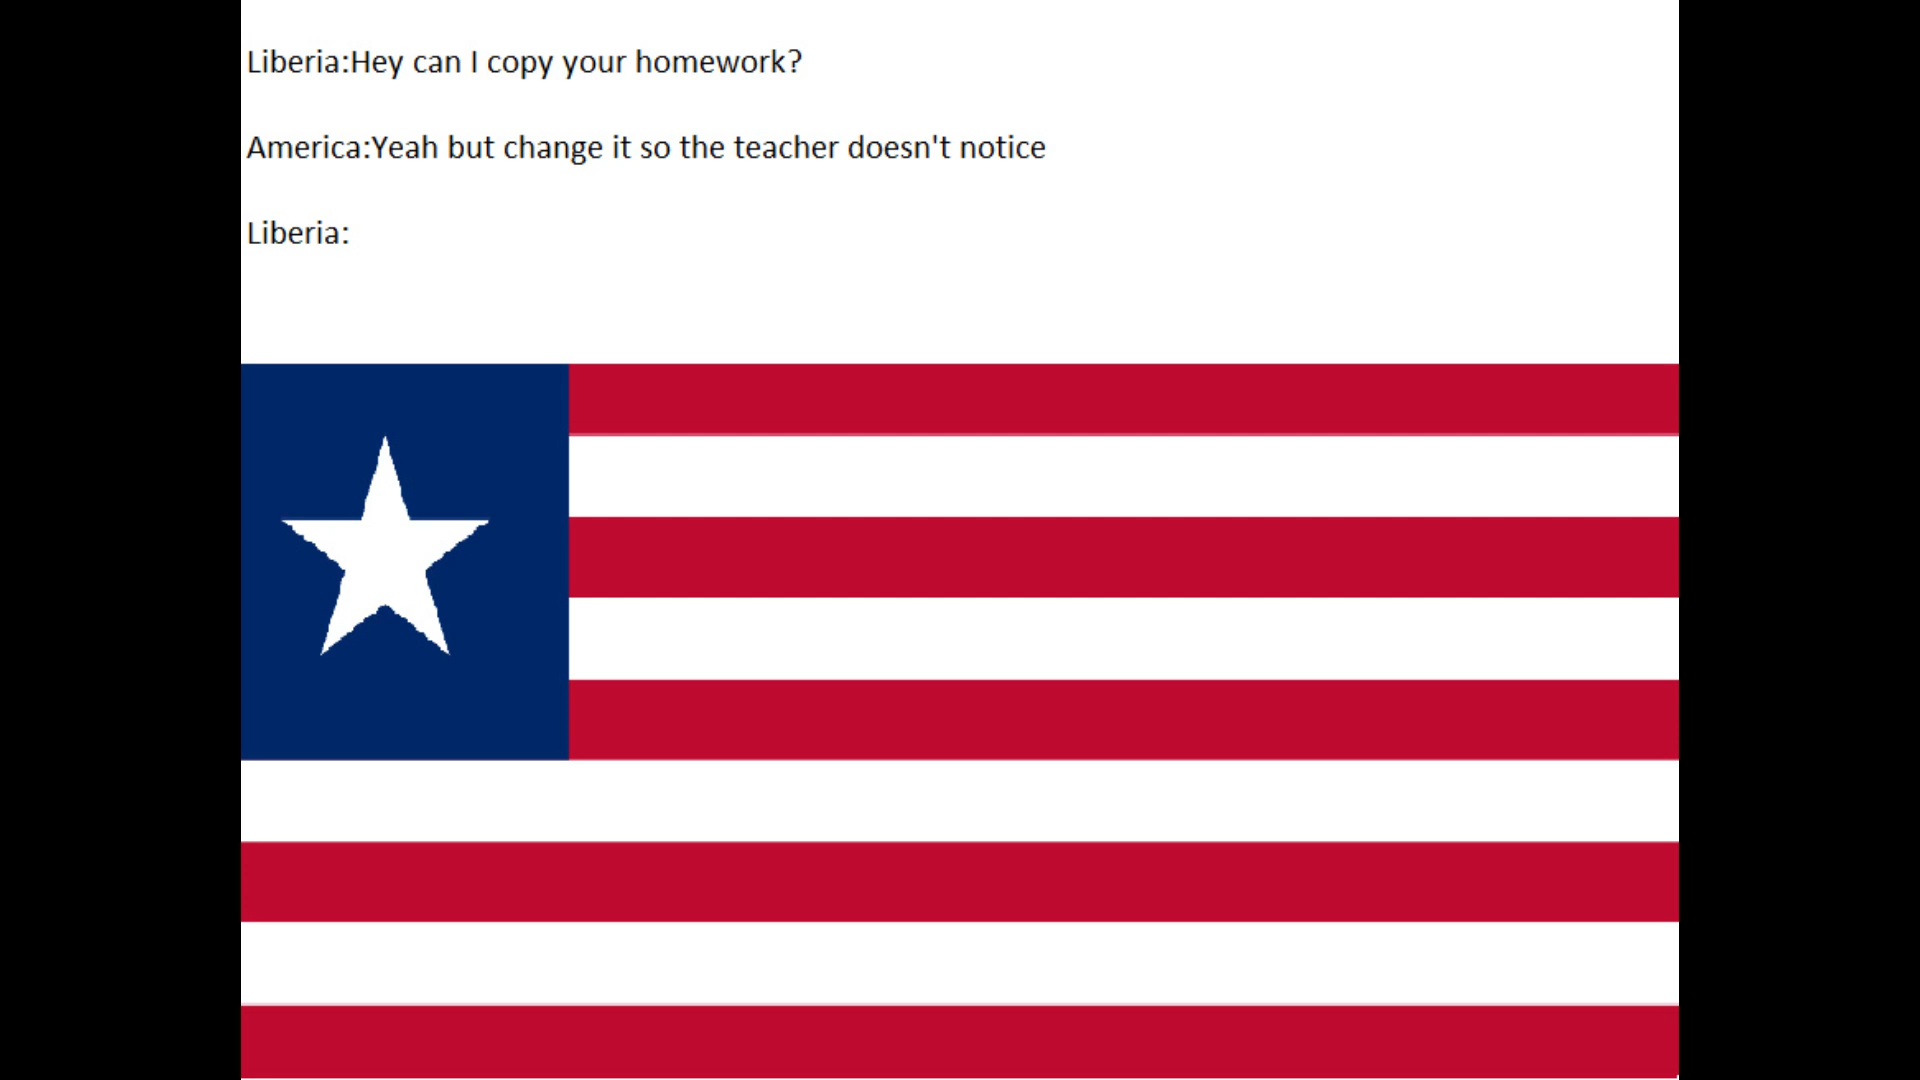 Liberia:Hey can I copy your homework?
America:Yeah but change it so the teacher doesn't notice
Liberia: